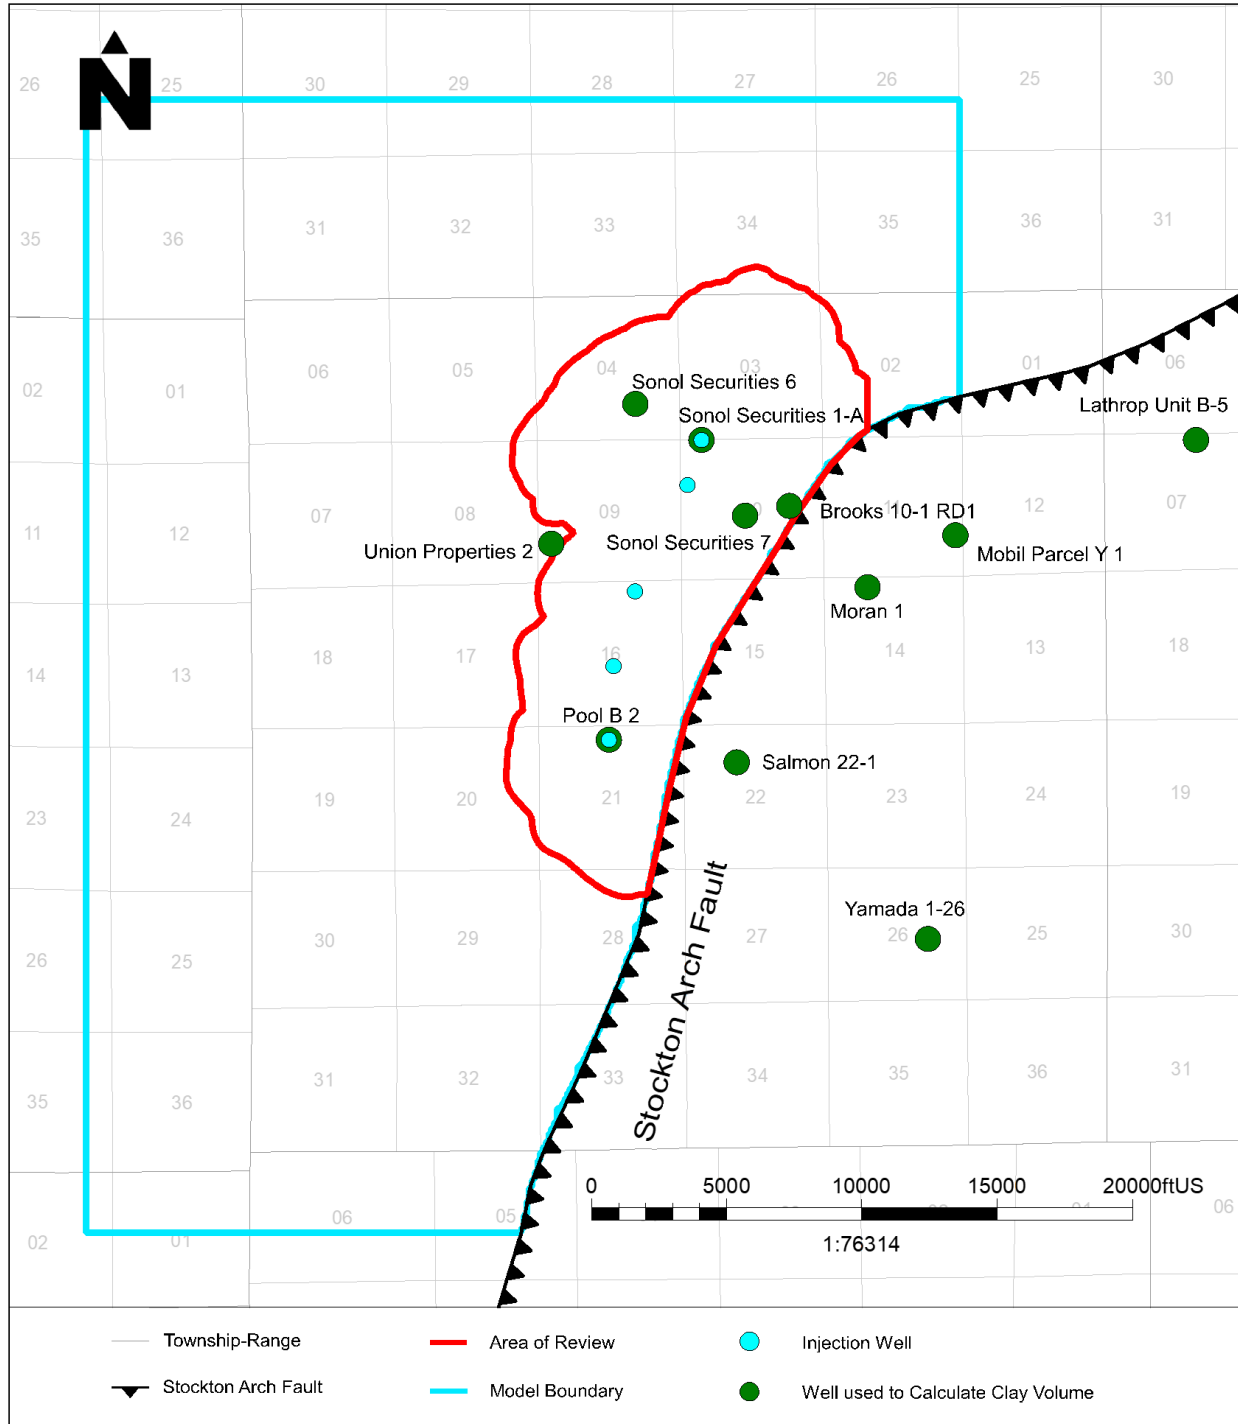 N
26 25 30 29 28 27 26 25 30
35 36 31 32 33 34 35 36 31
02 01 06 05 04 03 02 01 06
Sonol Securities 6
Sonol Securities 1-A
Lathrop Unit B-5
11 12 07 08 09 11 12 07
Brooks 10-1 RD1
Sonol Securities 7
Union Properties 2
Mobil Parcel Y 1
Moran 1
14 13 18 17 16 15 14 13 18
Pool B 2
Salmon 22-1
23 24 19 20 21 22 23 24 19
Stockton Arch Fault
Yamada 1-26
26 25 30 29 28 27 26 25 30
35 36 31 32 33 34 35 36 31
0 5000 10000 15000 20000ftUS
1:76314
02 01 06 05 06
Township-Range
Area of Review
Injection Well
Stockton Arch Fault
Model Boundary
Well used to Calculate Clay Volume